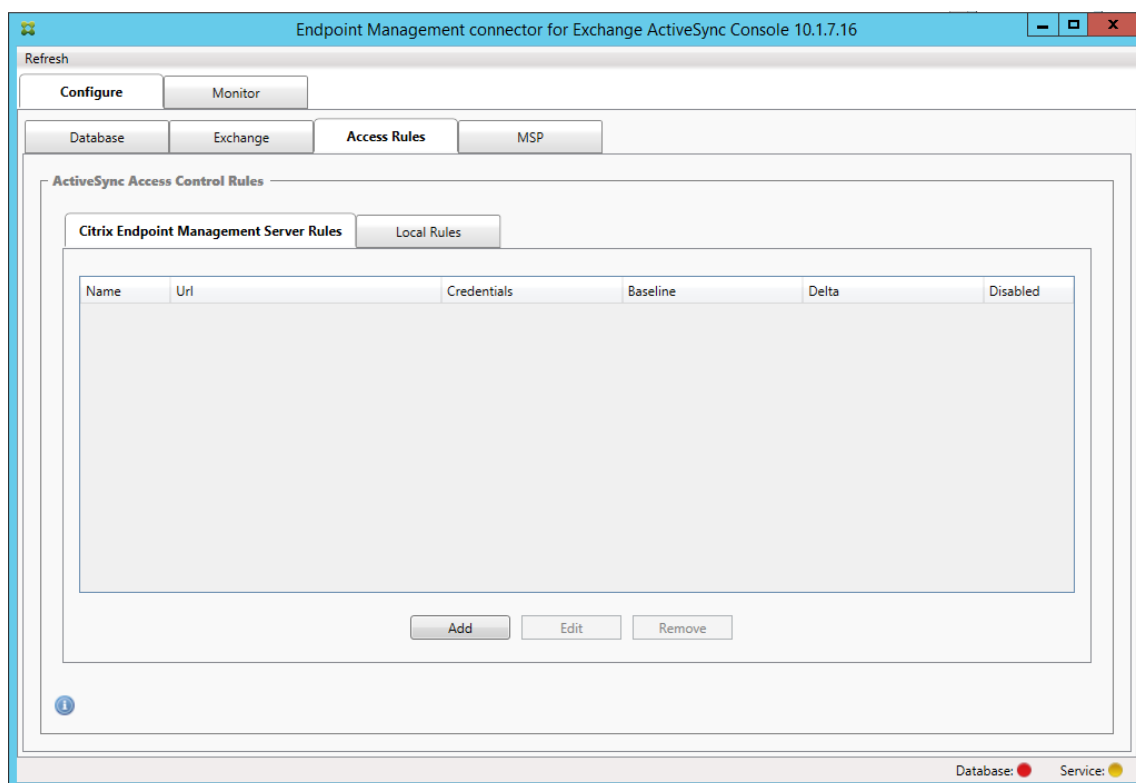 Endpoint Management connector for Exchange ActiveSync Console 10.1.7.16
Refresh
Configure Monitor
Database Exchange Access Rules MSP
ActiveSync Access Control Rules
Citrix Endpoint Management Server Rules Local Rules
Name Url Credentials Baseline Delta Disabled
Add Edit Remove
Database: Service: